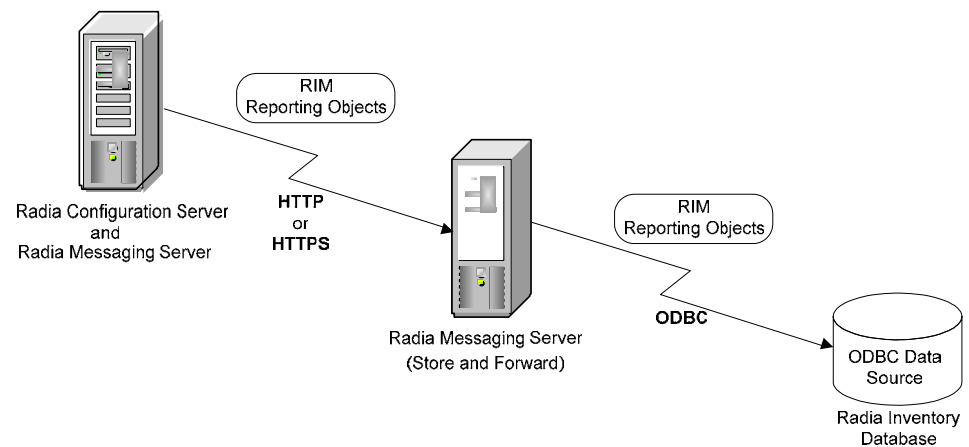 RIM
Reporting Objects
Radia Configuration Server
and
Radia Messaging Server
HTTP
or
HTTPS
RIM
Reporting Objects
Radia Messaging Server
(Store and Forward)
ODBC
ODBC Data
Source
Radia Inventory
Database